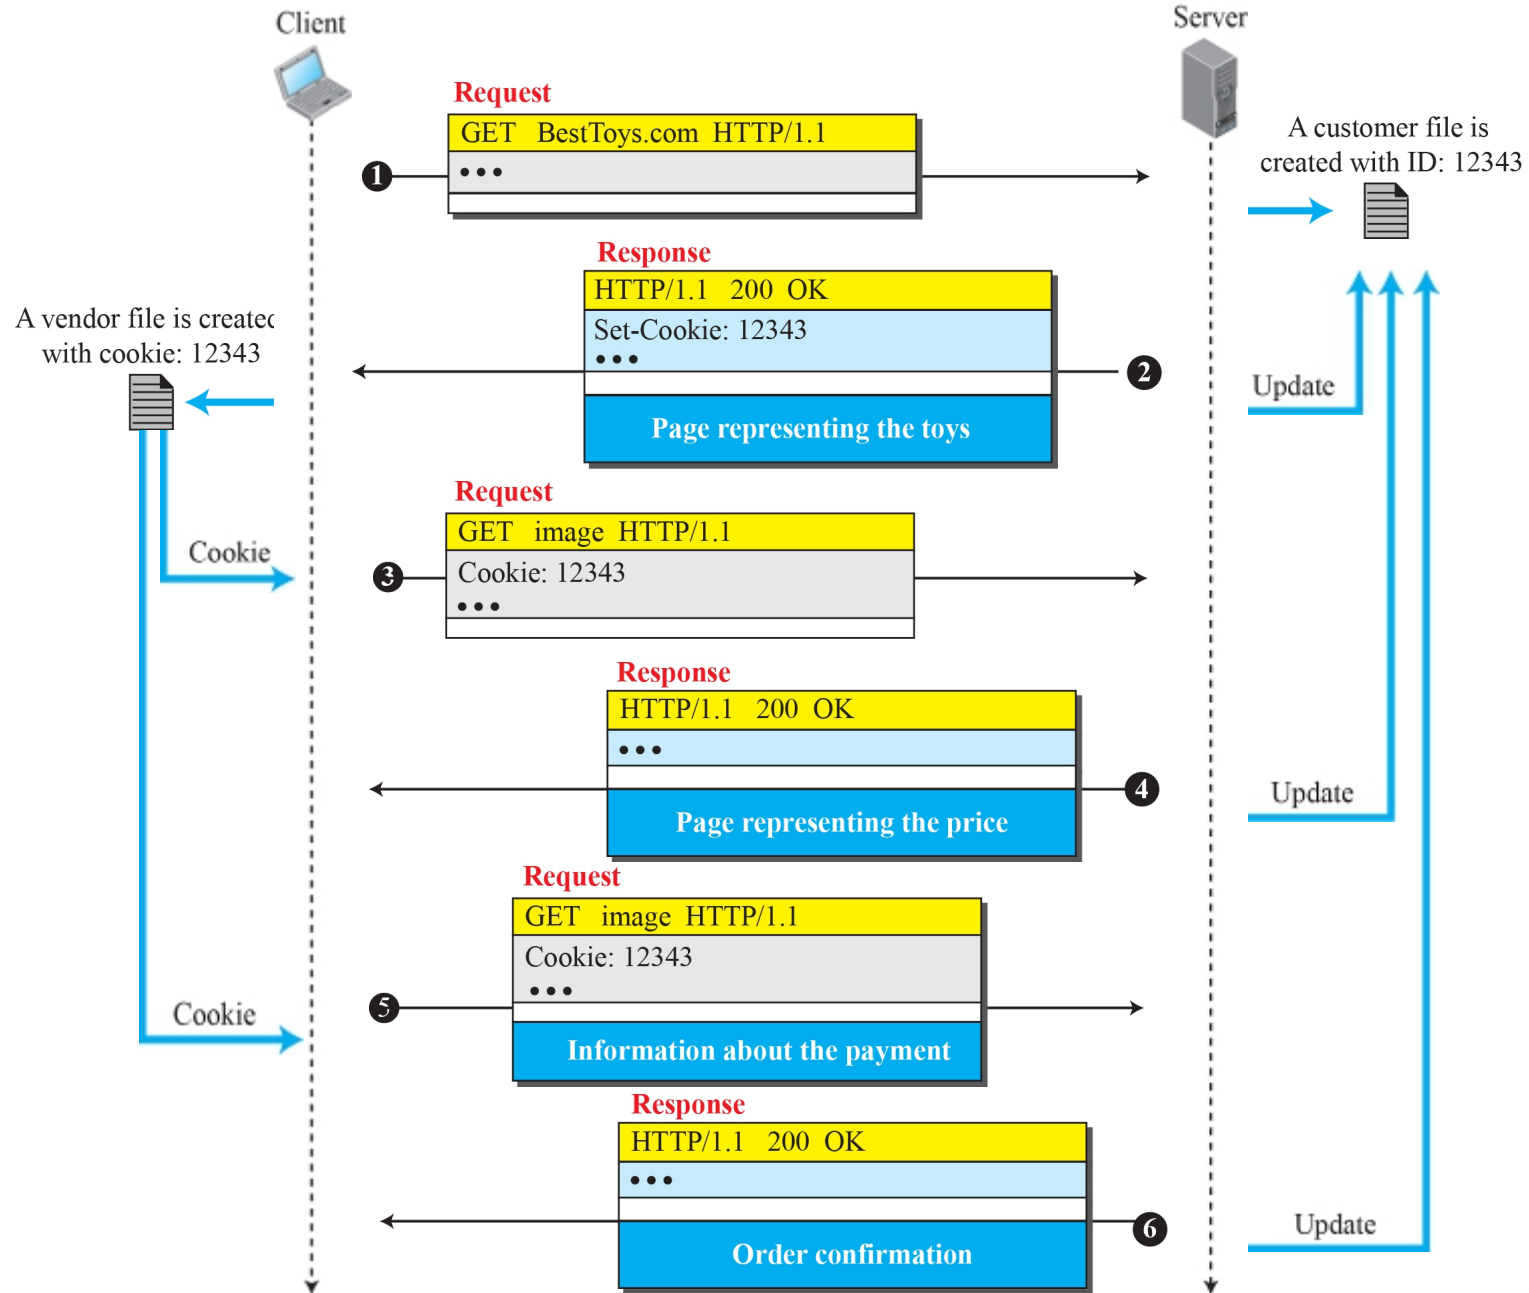 Client
Server
Request
GET BestToys.com HTTP/1.1
•••
1
A customer file is
created with ID: 12343
Response
HTTP/1.1 200 OK
Set-Cookie: 12343
•••
2
Page representing the toys
A vendor file is created
with cookie: 12343
Update
Request
GET image HTTP/1.1
Cookie: 12343
•••
3
Cookie
Response
HTTP/1.1 200 OK
•••
4
Page representing the price
Update
Request
GET image HTTP/1.1
Cookie: 12343
•••
5
Cookie
Information about the payment
Response
HTTP/1.1 200 OK
•••
6
Order confirmation
Update